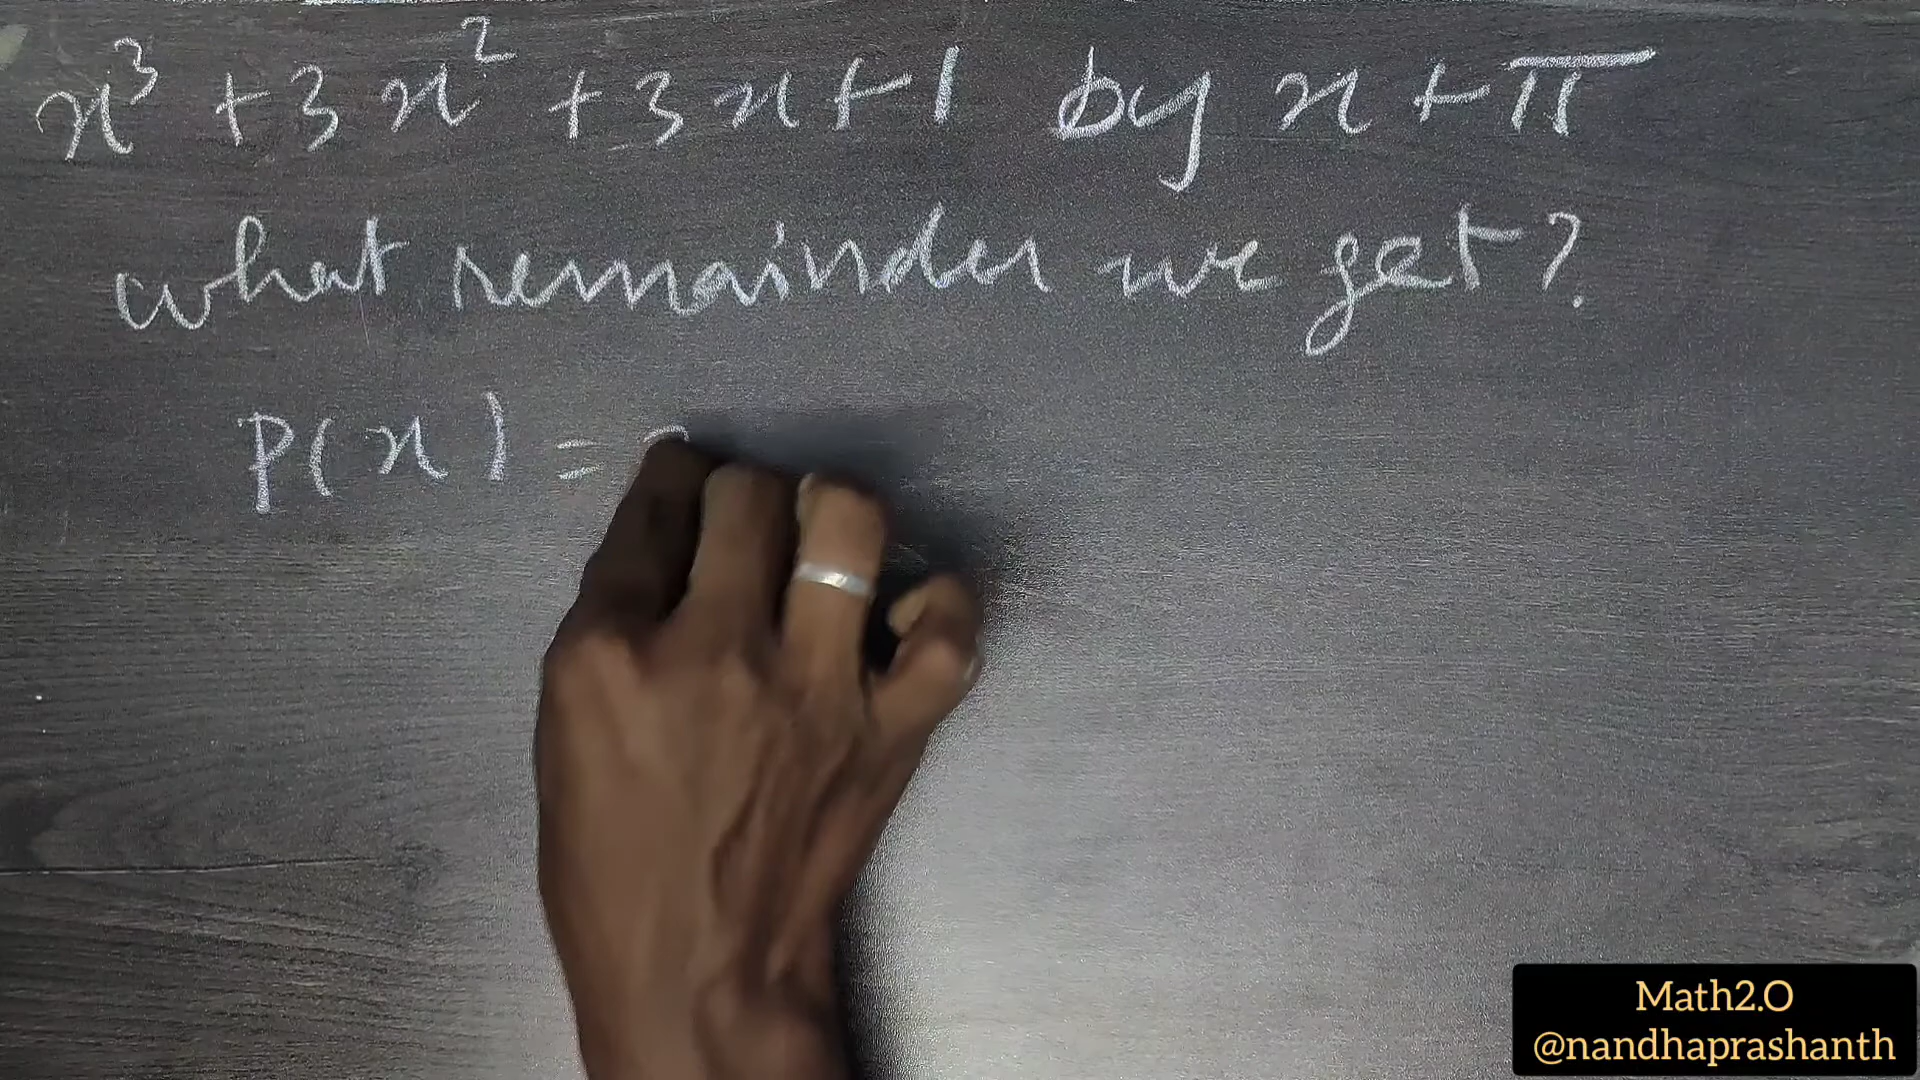 x³ + 3x² + 3x + 1 by x + π
what remainder we get?
P(x) =
Math2.O
@nandhaprashanth